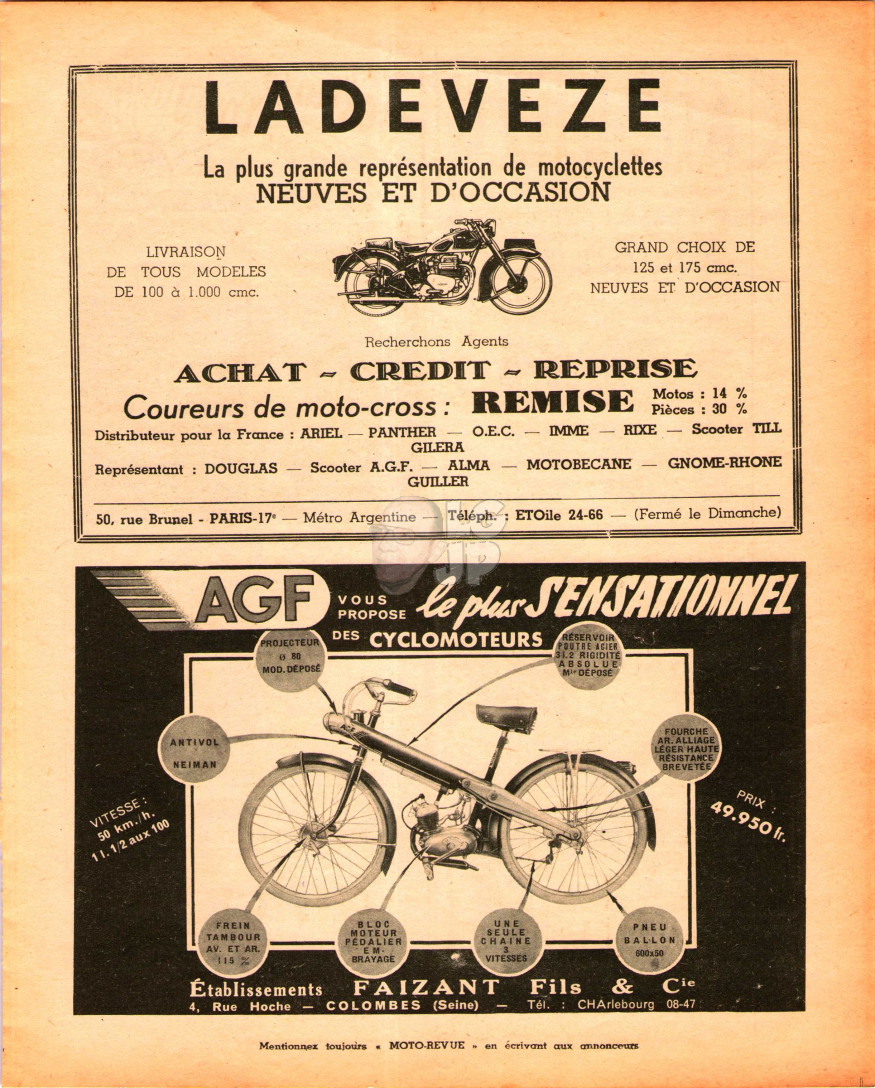 LADEVEZE
La plus grande représentation de motocyclettes
NEUVES ET D'OCCASION
LIVRAISON
DE TOUS MODELES
DE 100 à 1.000 cmc.
GRAND CHOIX DE
125 et 175 cmc.
NEUVES ET D'OCCASION
Recherchons Agents
ACHAT ~ CREDIT ~ REPRISE
Coureurs de moto-cross : REMISE Motos : 14 %
Pièces : 30 %
Distributeur pour la France : ARIEL — PANTHER — O.E.C. — IMME — RIXE — Scooter TILL
GILERA
Représentant : DOUGLAS — Scooter A.G.F. — ALMA — MOTOBECANE — GNOME-RHONE
GUILLER
50, rue Brunel - PARIS-17e — Métro Argentine — Téléph. : ETOile 24-66 — (Fermé le Dimanche)
AGF VOUS PROPOSE le plus SENSATIONNEL
DES CYCLOMOTEURS
PROJECTEUR
Ø 80
MOD. DÉPOSÉ
RÉSERVOIR
POUTRE ACIER
3 l. 2 RIGIDITÉ
ABSOLUE
Mle DÉPOSÉ
ANTIVOL
NEIMAN
AGF
FOURCHE
AR. ALLIAGE
LÉGER HAUTE
RÉSISTANCE
BREVETÉE
VITESSE :
50 km./h.
1 l. 1/2 aux 100
PRIX :
49.950 fr.
FREIN
TAMBOUR
AV. ET AR.
115 %
BLOC
MOTEUR
PÉDALIER
EM-
BRAYAGE
UNE
SEULE
CHAINE
3
VITESSES
PNEU
BALLON
600x50
Établissements FAIZANT Fils & Cie
4, Rue Hoche — COLOMBES (Seine) — Tél. : CHArlebourg 08-47
Mentionnez toujours « MOTO-REVUE » en écrivant aux annonceurs